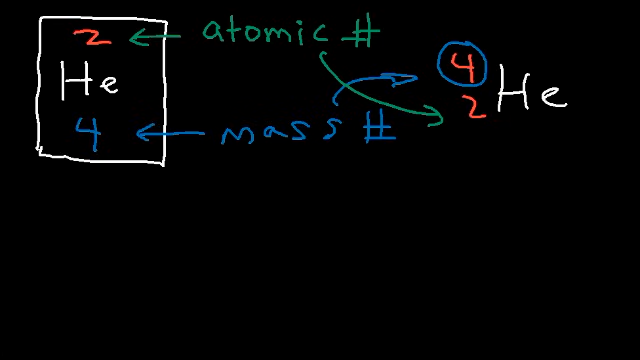 2 ← atomic #
He
4 ← mass #
4
2 He